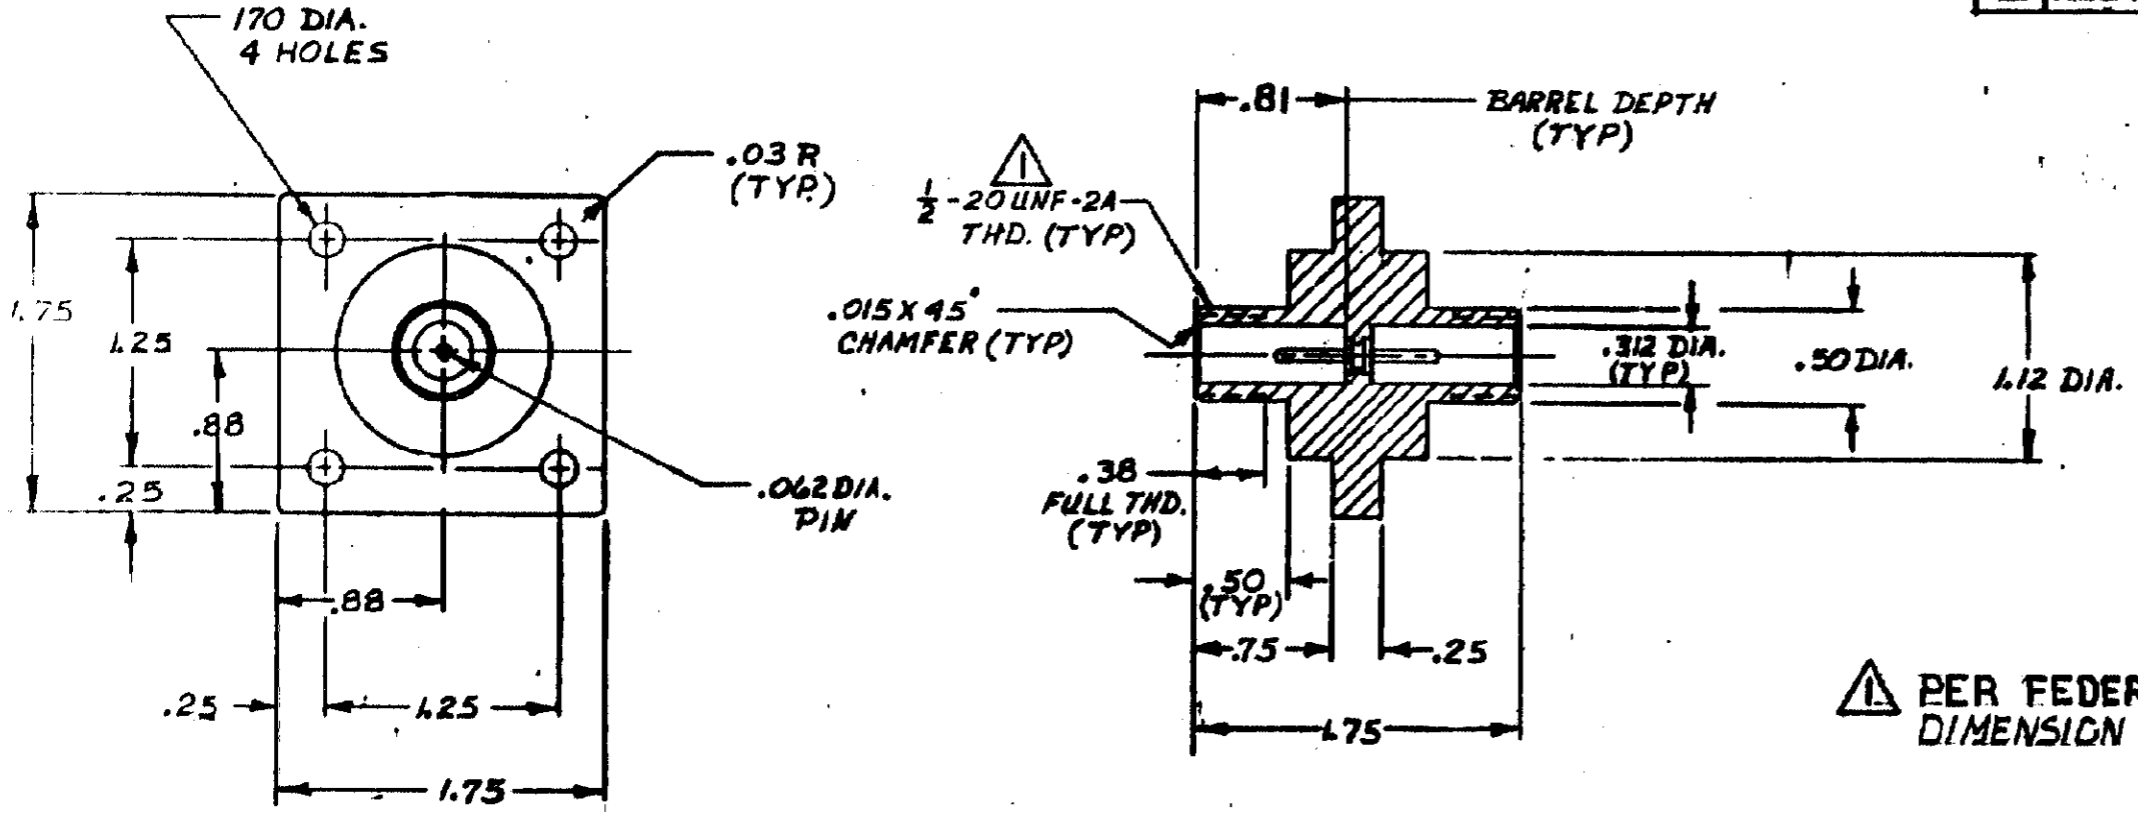 170 DIA.
4 HOLES
.03 R
(TYP.)
1.75
1.25
.88
.25
.062 DIA.
PIN
.88
.25
1.25
1.75
.81
BARREL DEPTH
(TYP)
1
1/2-20 UNF-2A
THD. (TYP)
.015 X 45°
CHAMFER (TYP)
.312 DIA.
(TYP)
.50 DIA.
1.12 DIA.
.38
FULL THD.
(TYP)
.50
(TYP)
.75
.25
1.75
1 PER FEDER
DIMENSION